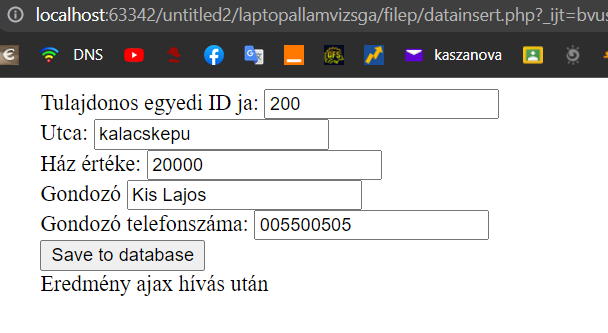 localhost:63342/untitled2/laptopallamvizsga/filep/datainsert.php?_ijt=bvus
DNS kaszanova
Tulajdonos egyedi ID ja: 200
Utca: kalacskepu
Ház értéke: 20000
Gondozó Kis Lajos
Gondozó telefonszáma: 005500505
Save to database
Eredmény ajax hívás után